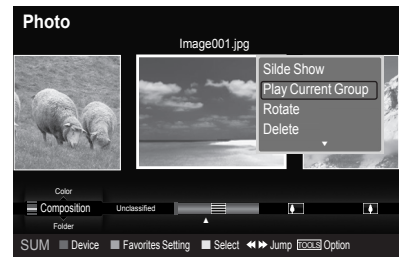 Photo
Image001.jpg
Silde Show
Play Current Group
Rotate
Delete
Color
Composition
Unclassified
Folder
SUM Device Favorites Setting Select Jump TOOLS Option